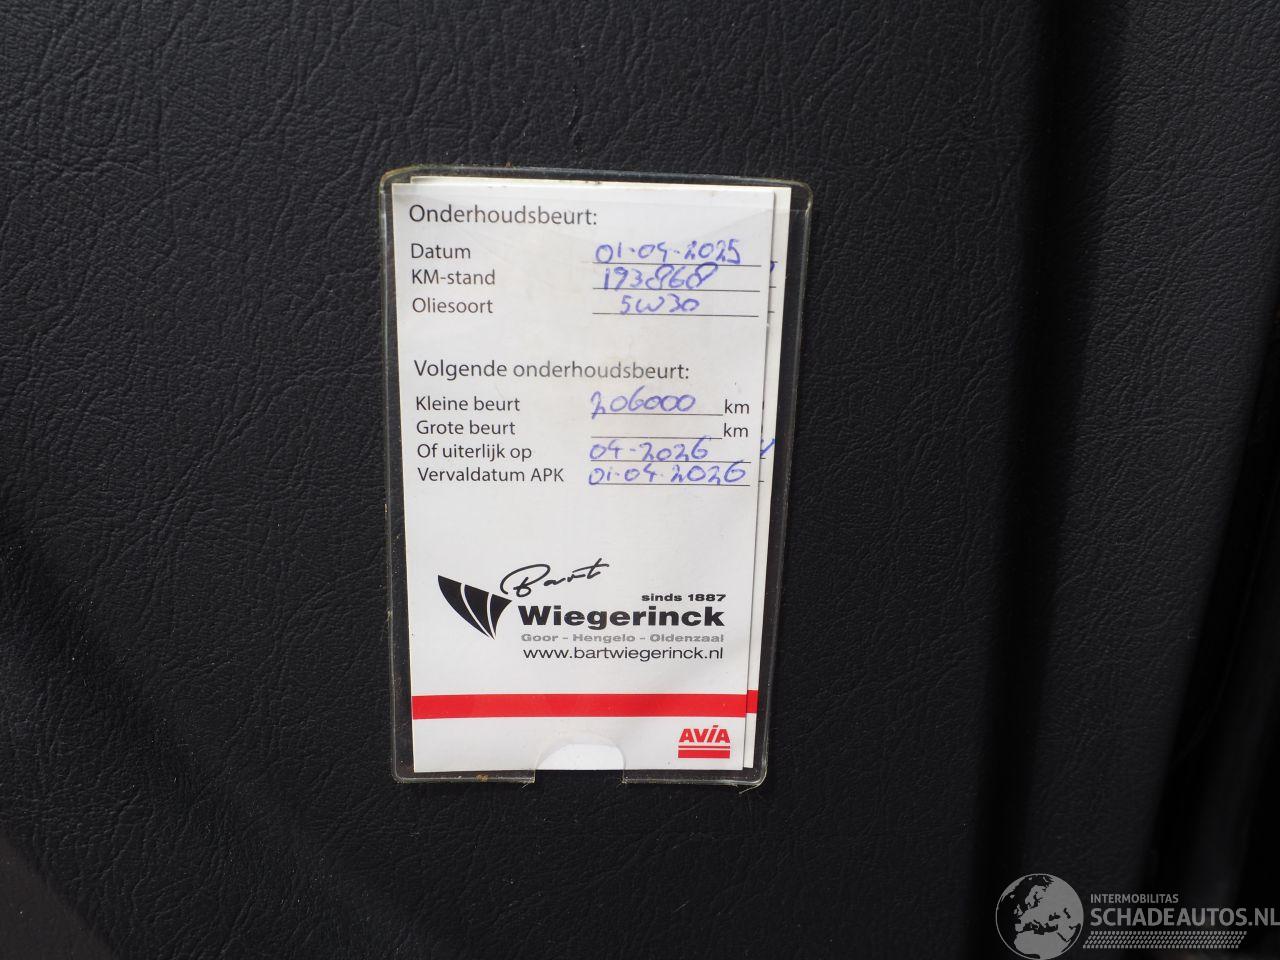 Onderhoudsbeurt:
Datum 01-04-2025
KM-stand 193868
Oliesoort 5W30
Volgende onderhoudsbeurt:
Kleine beurt 206000 km
Grote beurt km
Of uiterlijk op 04-2026
Vervaldatum APK 01-04-2026
Bart
sinds 1887
Wiegerinck
Goor - Hengelo - Oldenzaal
www.bartwiegerinck.nl
AVIA
INTERMOBILITAS
SCHADEAUTOS.NL